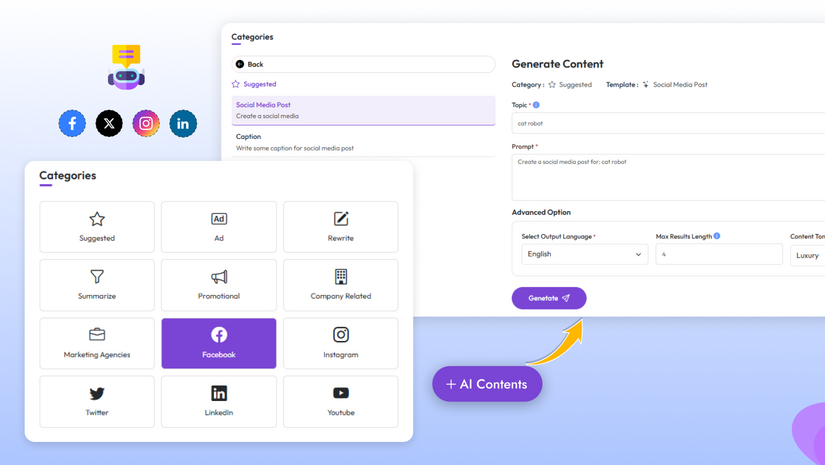 Categories
Back
Suggested
Social Media Post
Create a social media
Caption
Write some caption for social media post
Generate Content
Category : Suggested Template : Social Media Post
Topic *
cat robot
Prompt *
Create a social media post for: cat robot
Advanced Option
Select Output Language * Max Results Length Content Ton
English 4 Luxury
Genetate
Categories
Suggested Ad Rewrite
Ad
Summarize Promotional Company Related
Marketing Agencies Facebook Instagram
Twitter LinkedIn Youtube
+ AI Contents